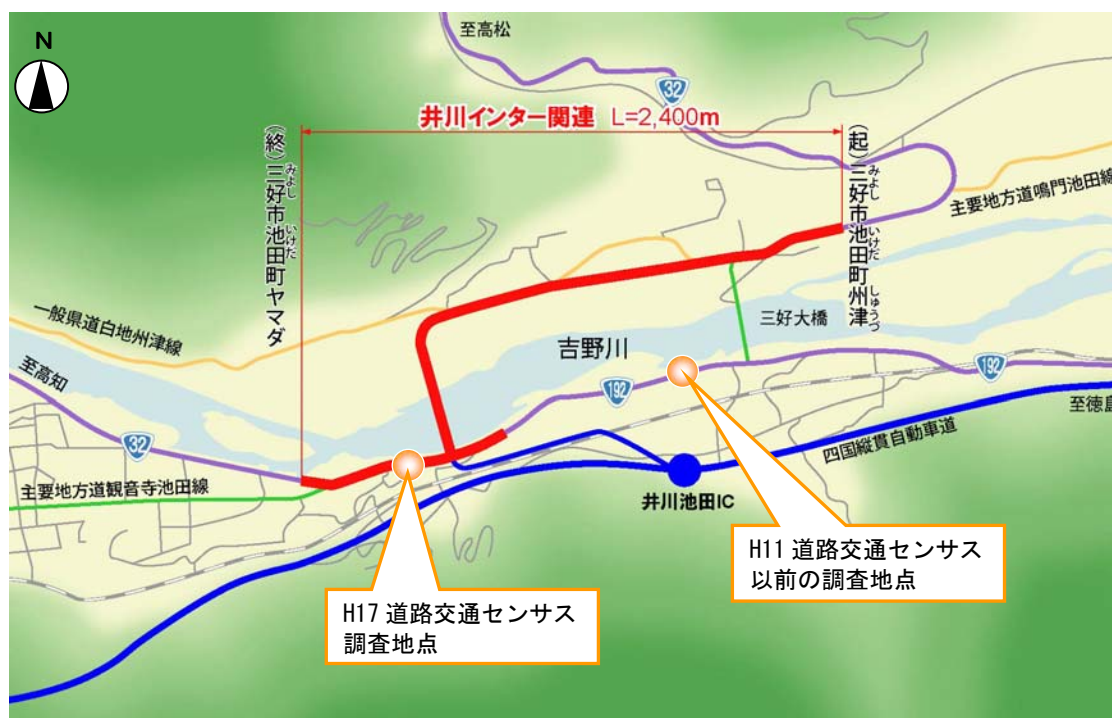 N
至高松
32
井川インター関連 L=2,400m
(終)三好市池田町ヤマダ
みよし
いけだ
(起)三好市池田町州津
みよし
いけだ
しゅうづ
主要地方道鳴門池田線
一般県道白地州津線
三好大橋
吉野川
至高知
192
192
至徳島
32
四国縦貫自動車道
主要地方道観音寺池田線
井川池田IC
H11 道路交通センサス
以前の調査地点
H17 道路交通センサス
調査地点